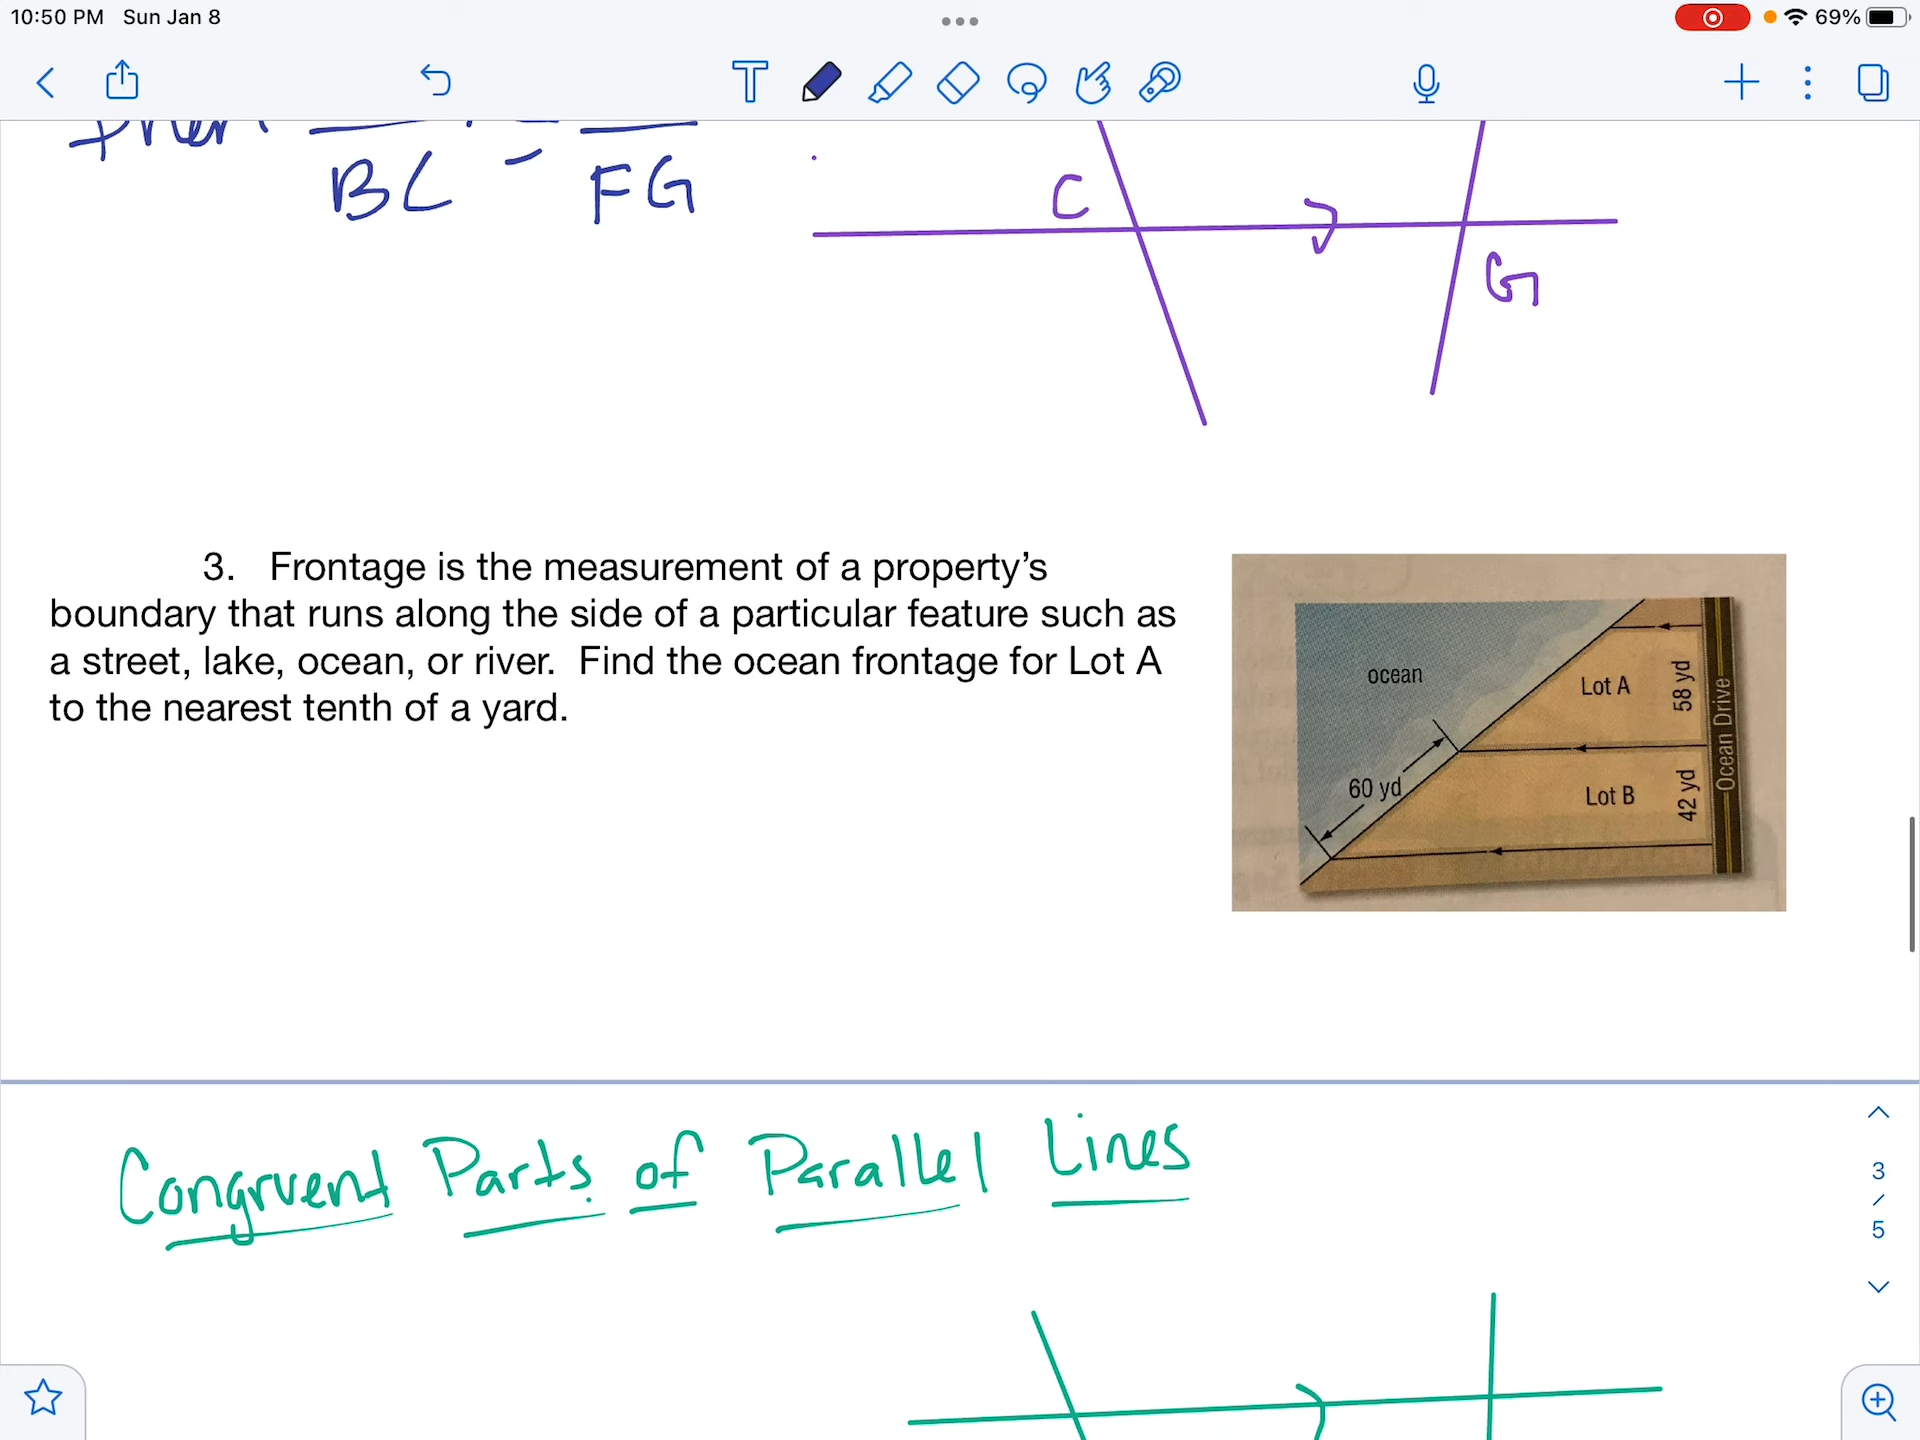 10:50 PM Sun Jan 8
69%
T
then
BC = FG
C
G
3. Frontage is the measurement of a property's
boundary that runs along the side of a particular feature such as
a street, lake, ocean, or river. Find the ocean frontage for Lot A
to the nearest tenth of a yard.
ocean
Lot A
58 yd
Ocean Drive
60 yd
Lot B
42 yd
Congruent Parts of Parallel Lines
3
/
5